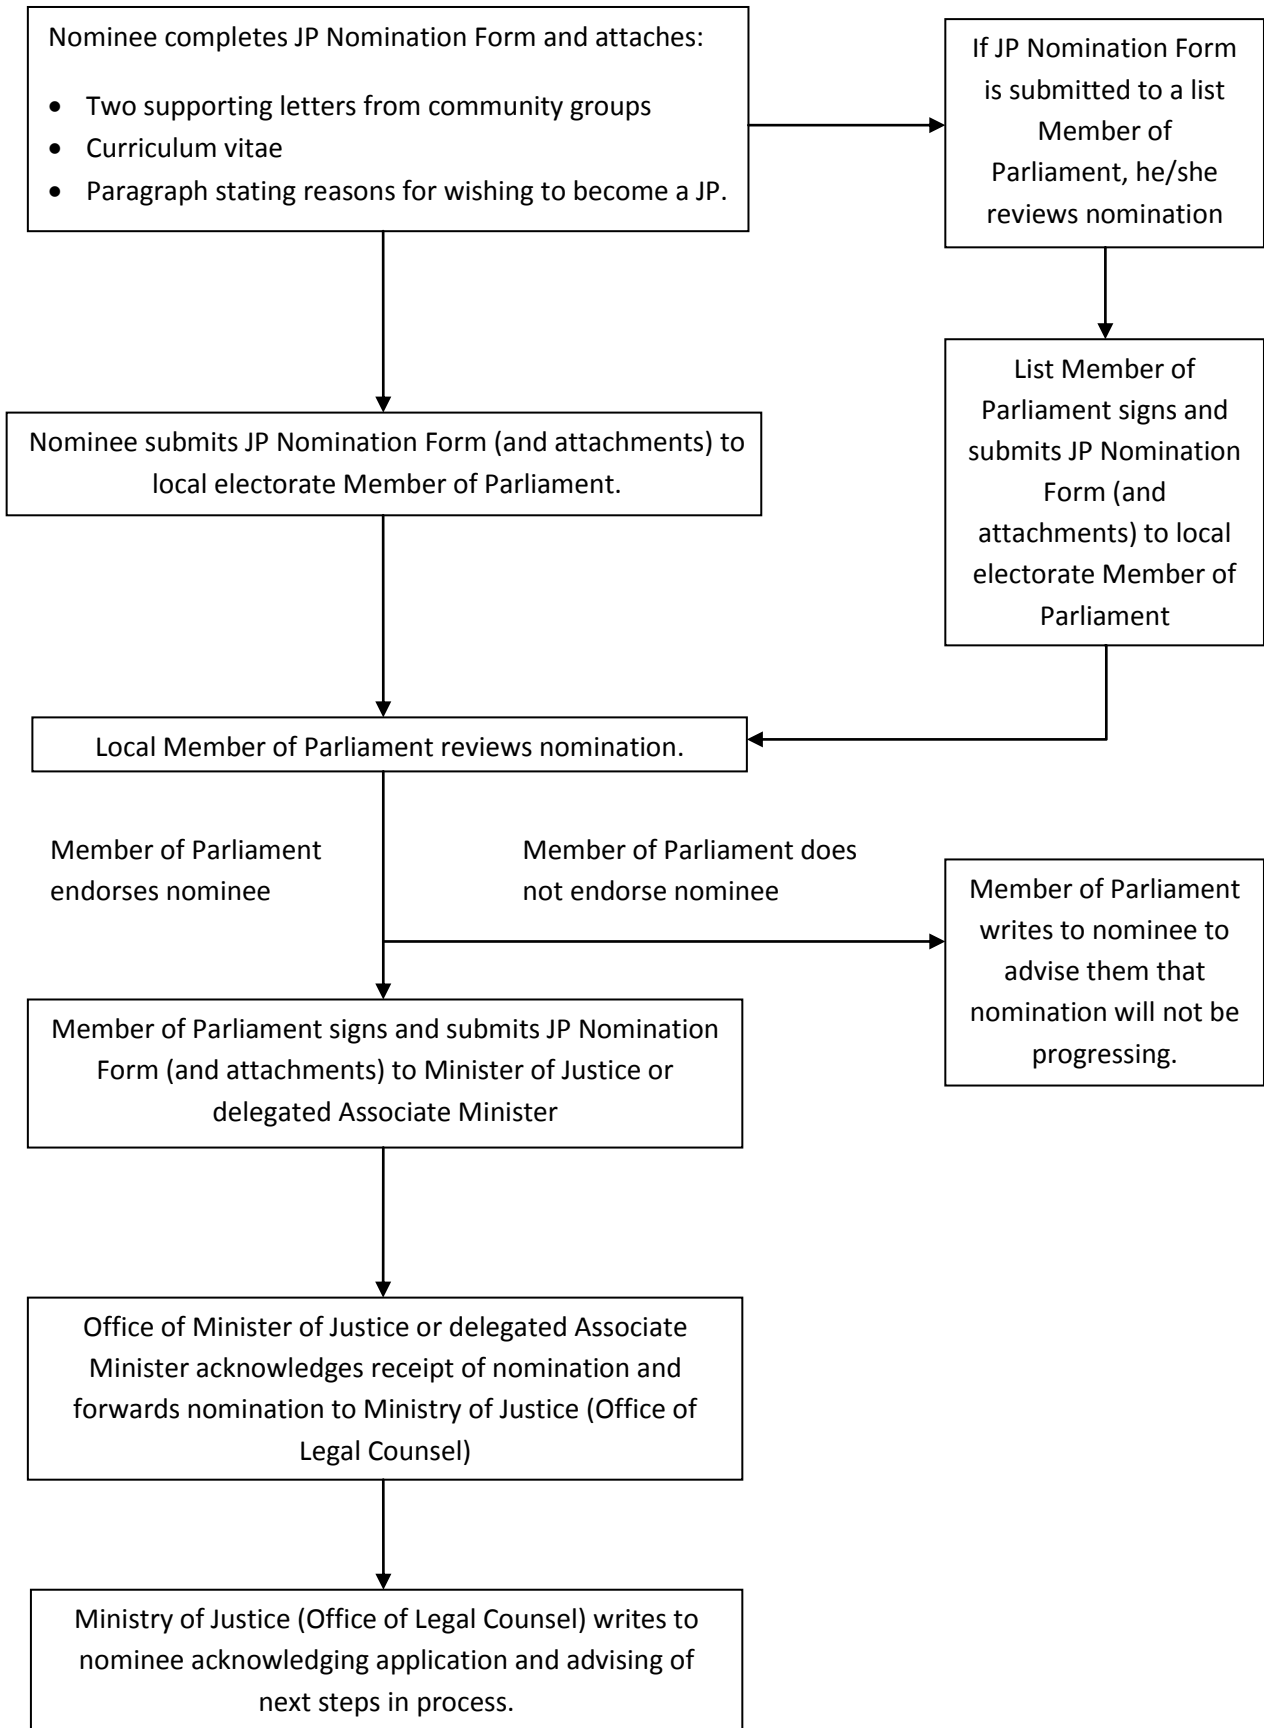 Nominee completes JP Nomination Form and attaches:
• Two supporting letters from community groups
• Curriculum vitae
• Paragraph stating reasons for wishing to become a JP.
If JP Nomination Form
is submitted to a list
Member of
Parliament, he/she
reviews nomination
List Member of
Parliament signs and
submits JP Nomination
Form (and
attachments) to local
electorate Member of
Parliament
Nominee submits JP Nomination Form (and attachments) to
local electorate Member of Parliament.
Local Member of Parliament reviews nomination.
Member of Parliament
endorses nominee
Member of Parliament does
not endorse nominee
Member of Parliament
writes to nominee to
advise them that
nomination will not be
progressing.
Member of Parliament signs and submits JP Nomination
Form (and attachments) to Minister of Justice or
delegated Associate Minister
Office of Minister of Justice or delegated Associate
Minister acknowledges receipt of nomination and
forwards nomination to Ministry of Justice (Office of
Legal Counsel)
Ministry of Justice (Office of Legal Counsel) writes to
nominee acknowledging application and advising of
next steps in process.